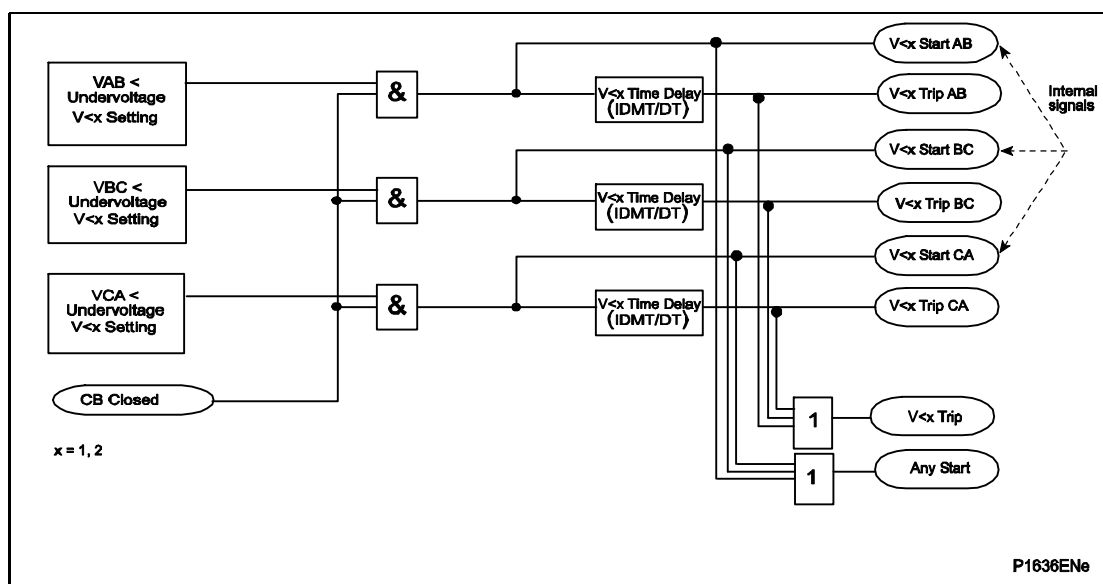 V<x Start AB
VAB <
Undervoltage
V<x Setting
&
V<x Time Delay
(IDMT/DT)
V<x Trip AB
Internal
signals
V<x Start BC
VBC <
Undervoltage
V<x Setting
&
V<x Time Delay
(IDMT/DT)
V<x Trip BC
V<x Start CA
VCA <
Undervoltage
V<x Setting
&
V<x Time Delay
(IDMT/DT)
V<x Trip CA
CB Closed
1
V<x Trip
x = 1, 2
1
Any Start
P1636ENe